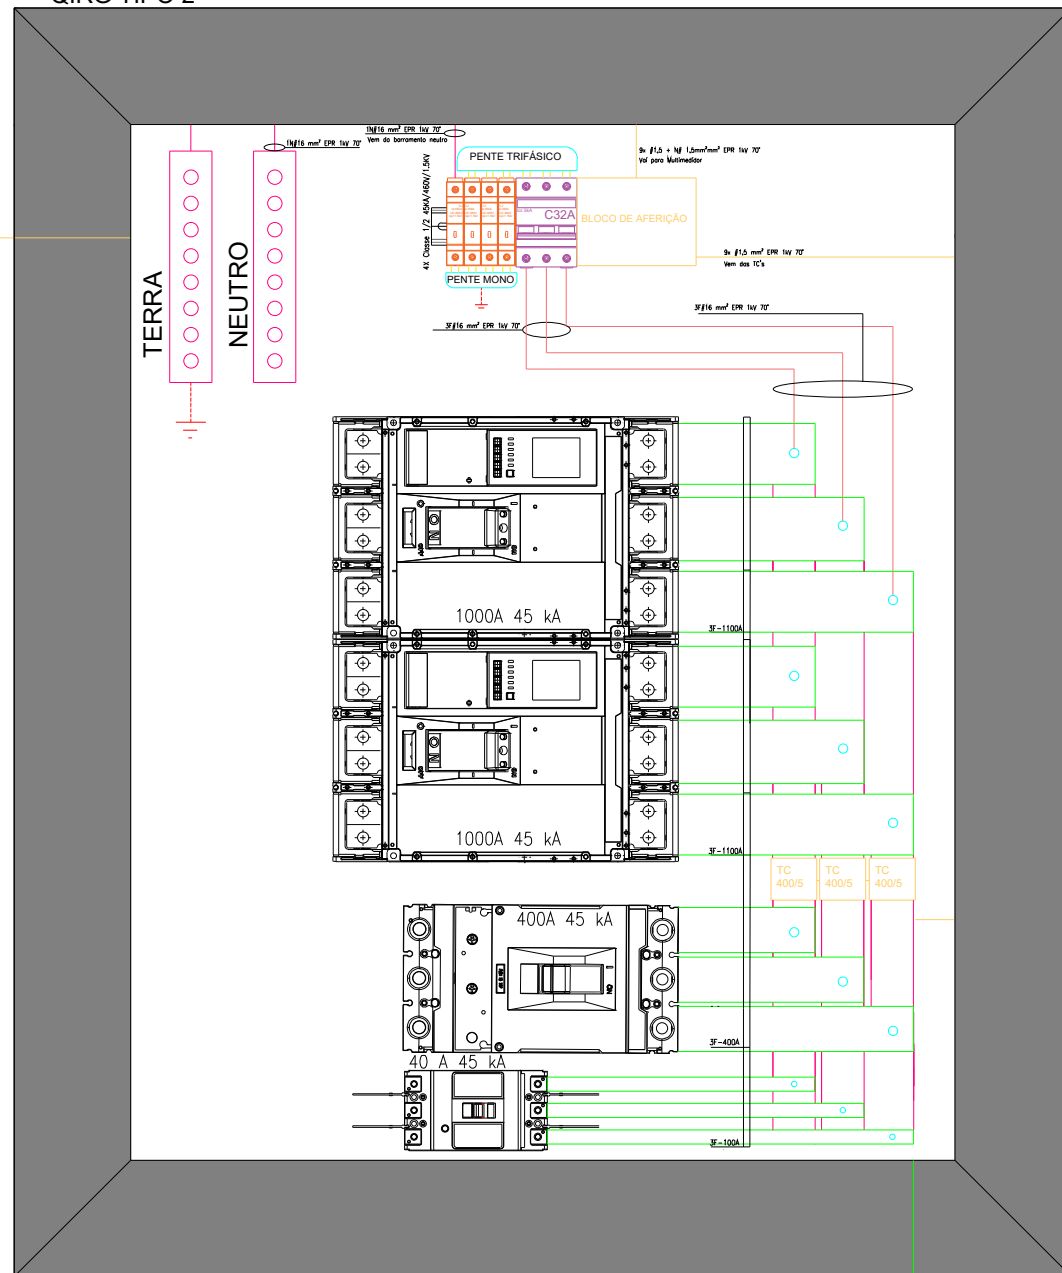 1N∮16 mm² EPR 1kV 70°
1N∮16 mm² EPR 1kV 70°
Vem do barramento neutro
PENTE TRIFÁSICO
9x ∮1,5 + N∮ 1,5mm²mm² EPR 1kV 70°
Vai para Multimedidor
4X Classe 1/2 45KA/460V/1.5KV
C32A
BLOCO DE AFERIÇÃO
PENTE MONO
9x ∮1,5 mm² EPR 1kV 70°
Vem das TC's
TERRA
NEUTRO
3F∮16 mm² EPR 1kV 70°
3F∮16 mm² EPR 1kV 70°
1000A 45 kA
3F-1100A
1000A 45 kA
3F-1100A
TC
400/5
TC
400/5
TC
400/5
400A 45 kA
ON
3F-400A
40 A 45 kA
3F-100A